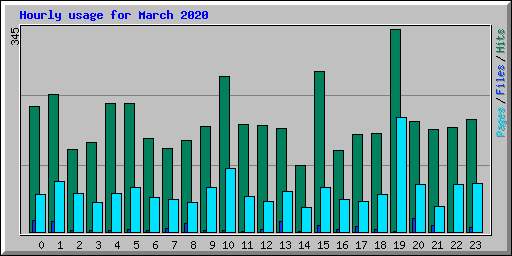 Hourly usage for March 2020
345
Pages/Files/Hits
0 1 2 3 4 5 6 7 8 9 10 11 12 13 14 15 16 17 18 19 20 21 22 23